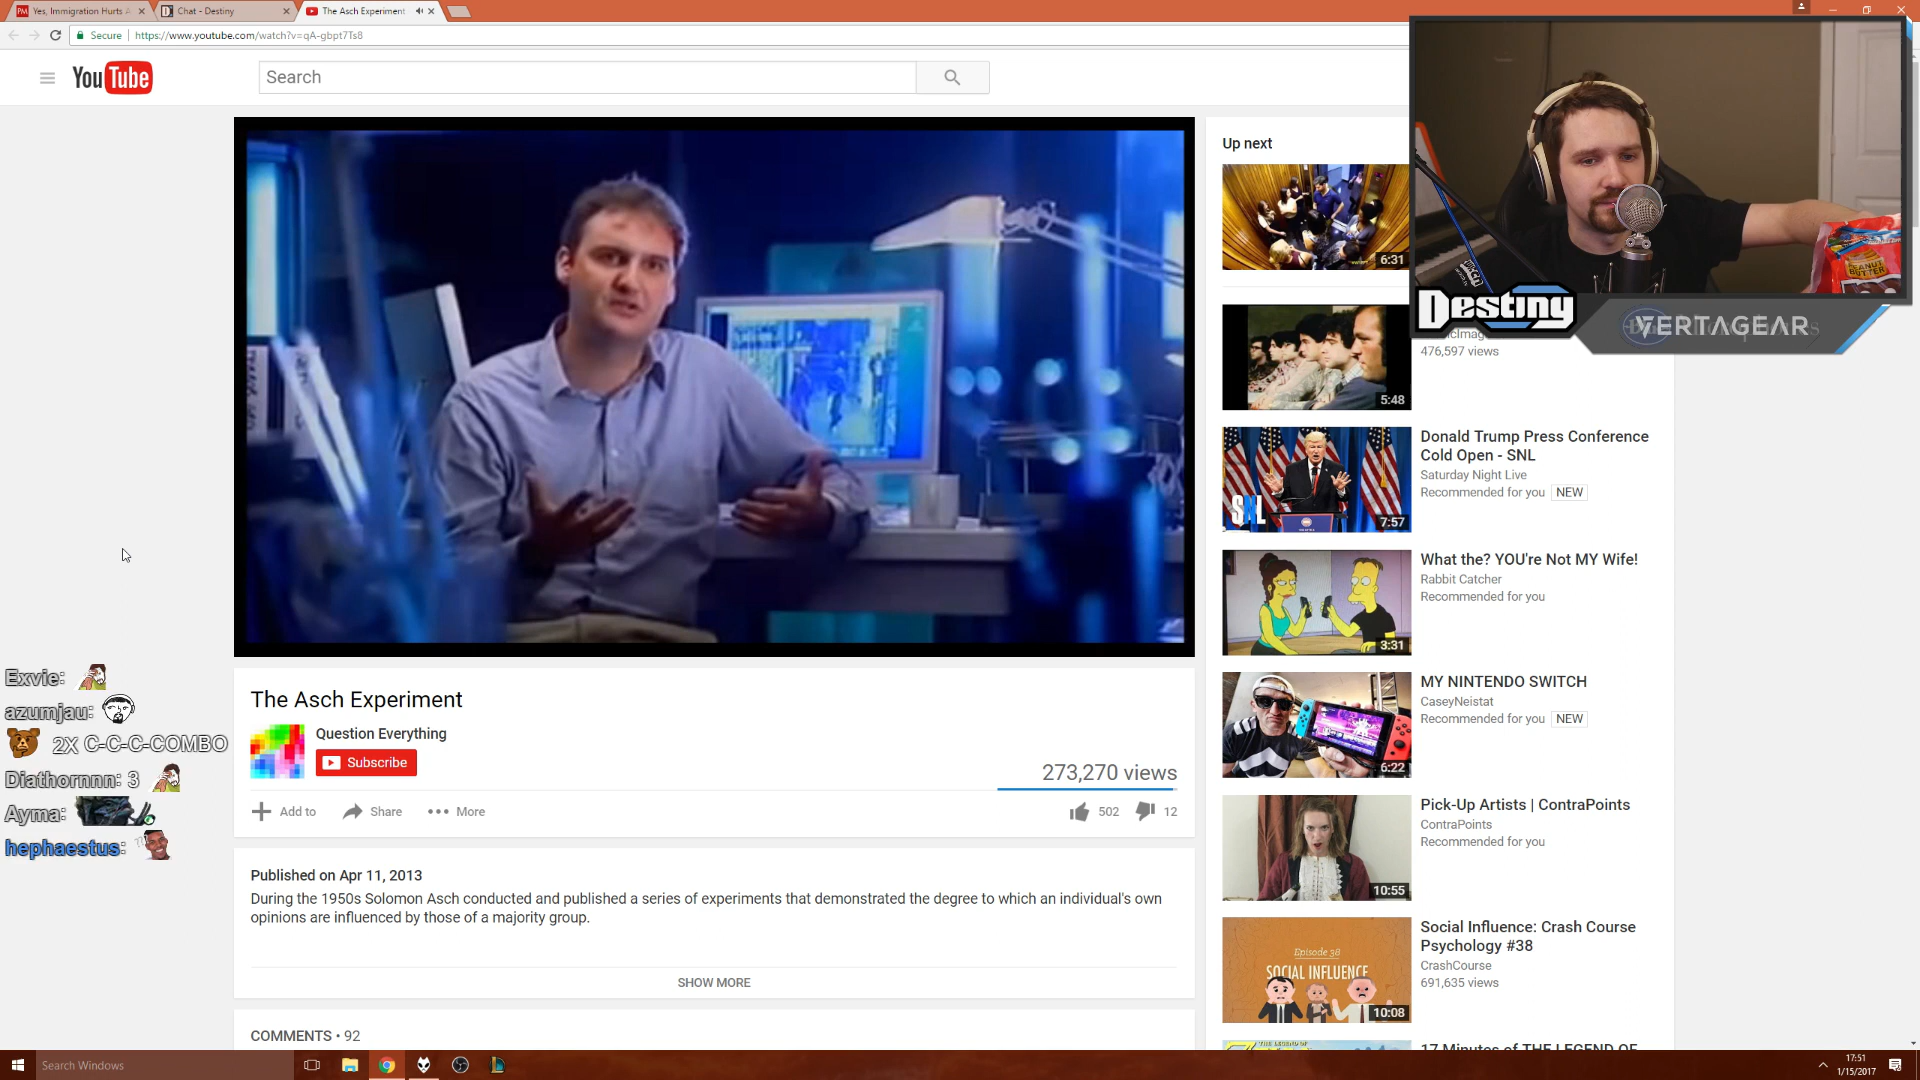 Yes, Immigration Hurts A
Chat - Destiny
The Asch Experiment
Secure
https://www.youtube.com/watch?v=qA-gbpt7Ts8
YouTube
Search
Up next
6:31
PEANUT BUTTER
Destiny
VERTAGEAR
476,597 views
5:48
Donald Trump Press Conference
Cold Open - SNL
Saturday Night Live
Recommended for you NEW
SNL
7:57
What the? YOU're Not MY Wife!
Rabbit Catcher
Recommended for you
3:31
MY NINTENDO SWITCH
CaseyNeistat
Recommended for you NEW
6:22
Pick-Up Artists | ContraPoints
ContraPoints
Recommended for you
10:55
Social Influence: Crash Course
Psychology #38
CrashCourse
691,635 views
Episode 38
SOCIAL INFLUENCE
10:08
17 Minutes of THE LEGEND OF
Exvie:
azumjau:
2X C-C-C-COMBO
Diathornnn: 3
Ayma:
hephaestus:
The Asch Experiment
Question Everything
Subscribe
273,270 views
Add to
Share
More
502
12
Published on Apr 11, 2013
During the 1950s Solomon Asch conducted and published a series of experiments that demonstrated the degree to which an individual's own
opinions are influenced by those of a majority group.
SHOW MORE
COMMENTS • 92
Search Windows
17:51
1/15/2017